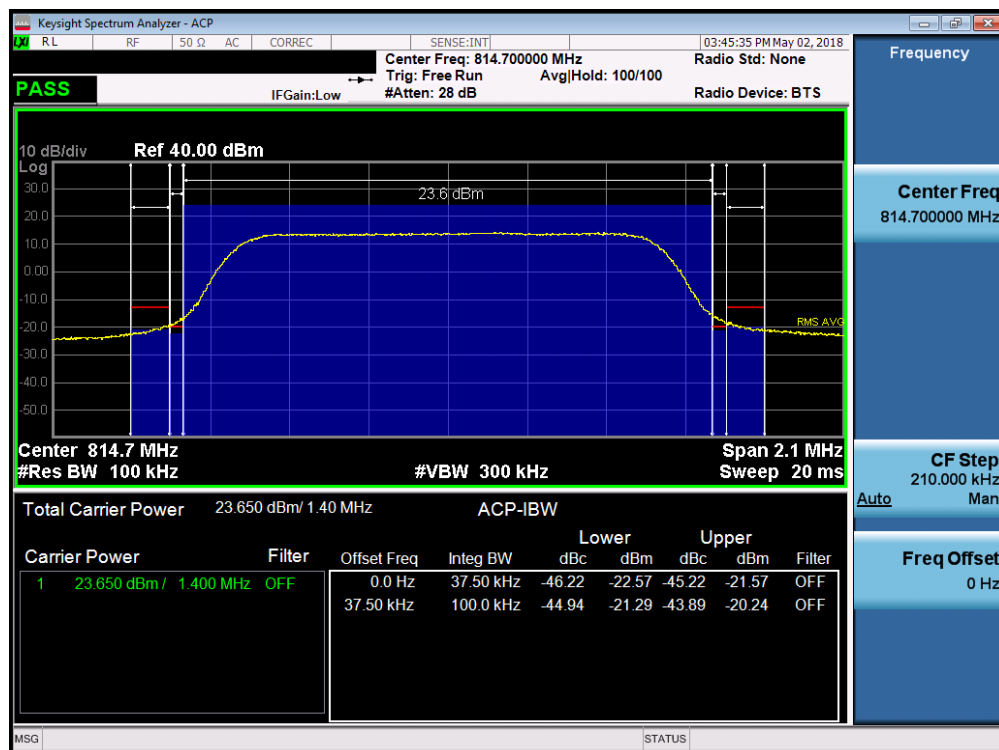 Keysight Spectrum Analyzer - ACP
LXI RL RF 50 Ω AC CORREC SENSE:INT 03:45:35 PM May 02, 2018
Center Freq: 814.700000 MHz Radio Std: None
Trig: Free Run Avg|Hold: 100/100
PASS IFGain:Low #Atten: 28 dB Radio Device: BTS
10 dB/div Ref 40.00 dBm
Log
30.0
23.6 dBm
20.0
10.0
0.00
-10.0
-20.0
RMS AVG
-30.0
-40.0
-50.0
Center 814.7 MHz Span 2.1 MHz
#Res BW 100 kHz #VBW 300 kHz Sweep 20 ms
Total Carrier Power 23.650 dBm/ 1.40 MHz ACP-IBW
Lower Upper
Carrier Power Filter Offset Freq Integ BW dBc dBm dBc dBm Filter
1 23.650 dBm / 1.400 MHz OFF 0.0 Hz 37.50 kHz -46.22 -22.57 -45.22 -21.57 OFF
37.50 kHz 100.0 kHz -44.94 -21.29 -43.89 -20.24 OFF
MSG STATUS
Frequency
Center Freq
814.700000 MHz
CF Step
210.000 kHz
Auto Man
Freq Offset
0 Hz